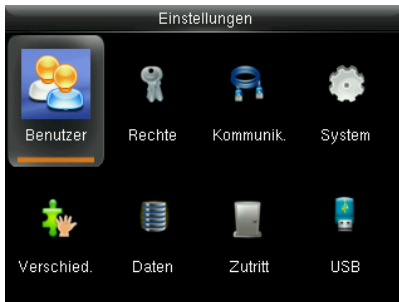 Einstellungen
Benutzer Rechte Kommunik. System
Verschied. Daten Zutritt USB